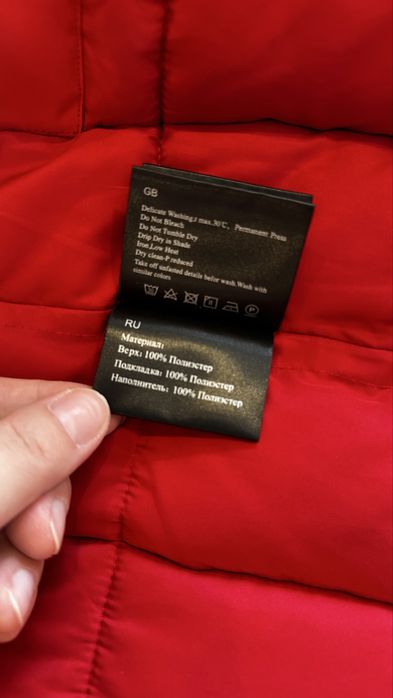 GB
Delicate Washing,t max.30℃, Permanent Press
Do Not Bleach
Do Not Tumble Dry
Drip Dry in Shade
Iron,Low Heat
Dry clean-P reduced
Take off unfasted details befor wash.Wash with
similar colors
RU
Материал:
Верх: 100% Полиэстер
Подкладка: 100% Полиэстер
Наполнитель: 100% Полиэстер